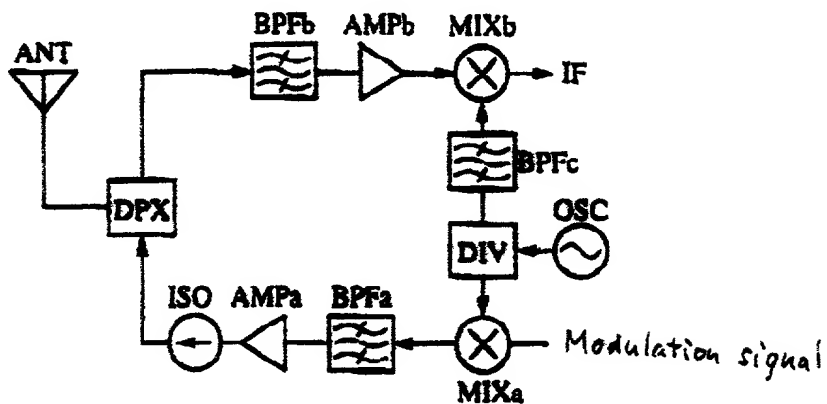 ANT
BPFb
AMPb
MIXb
IF
BPFc
DPX
OSC
DIV
ISO
AMPa
BPFa
MIXa
Modulation signal